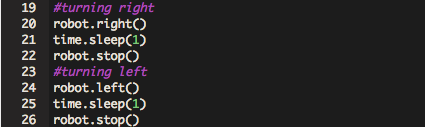 19 #turning right
20 robot.right()
21 time.sleep(1)
22 robot.stop()
23 #turning left
24 robot.left()
25 time.sleep(1)
26 robot.stop()